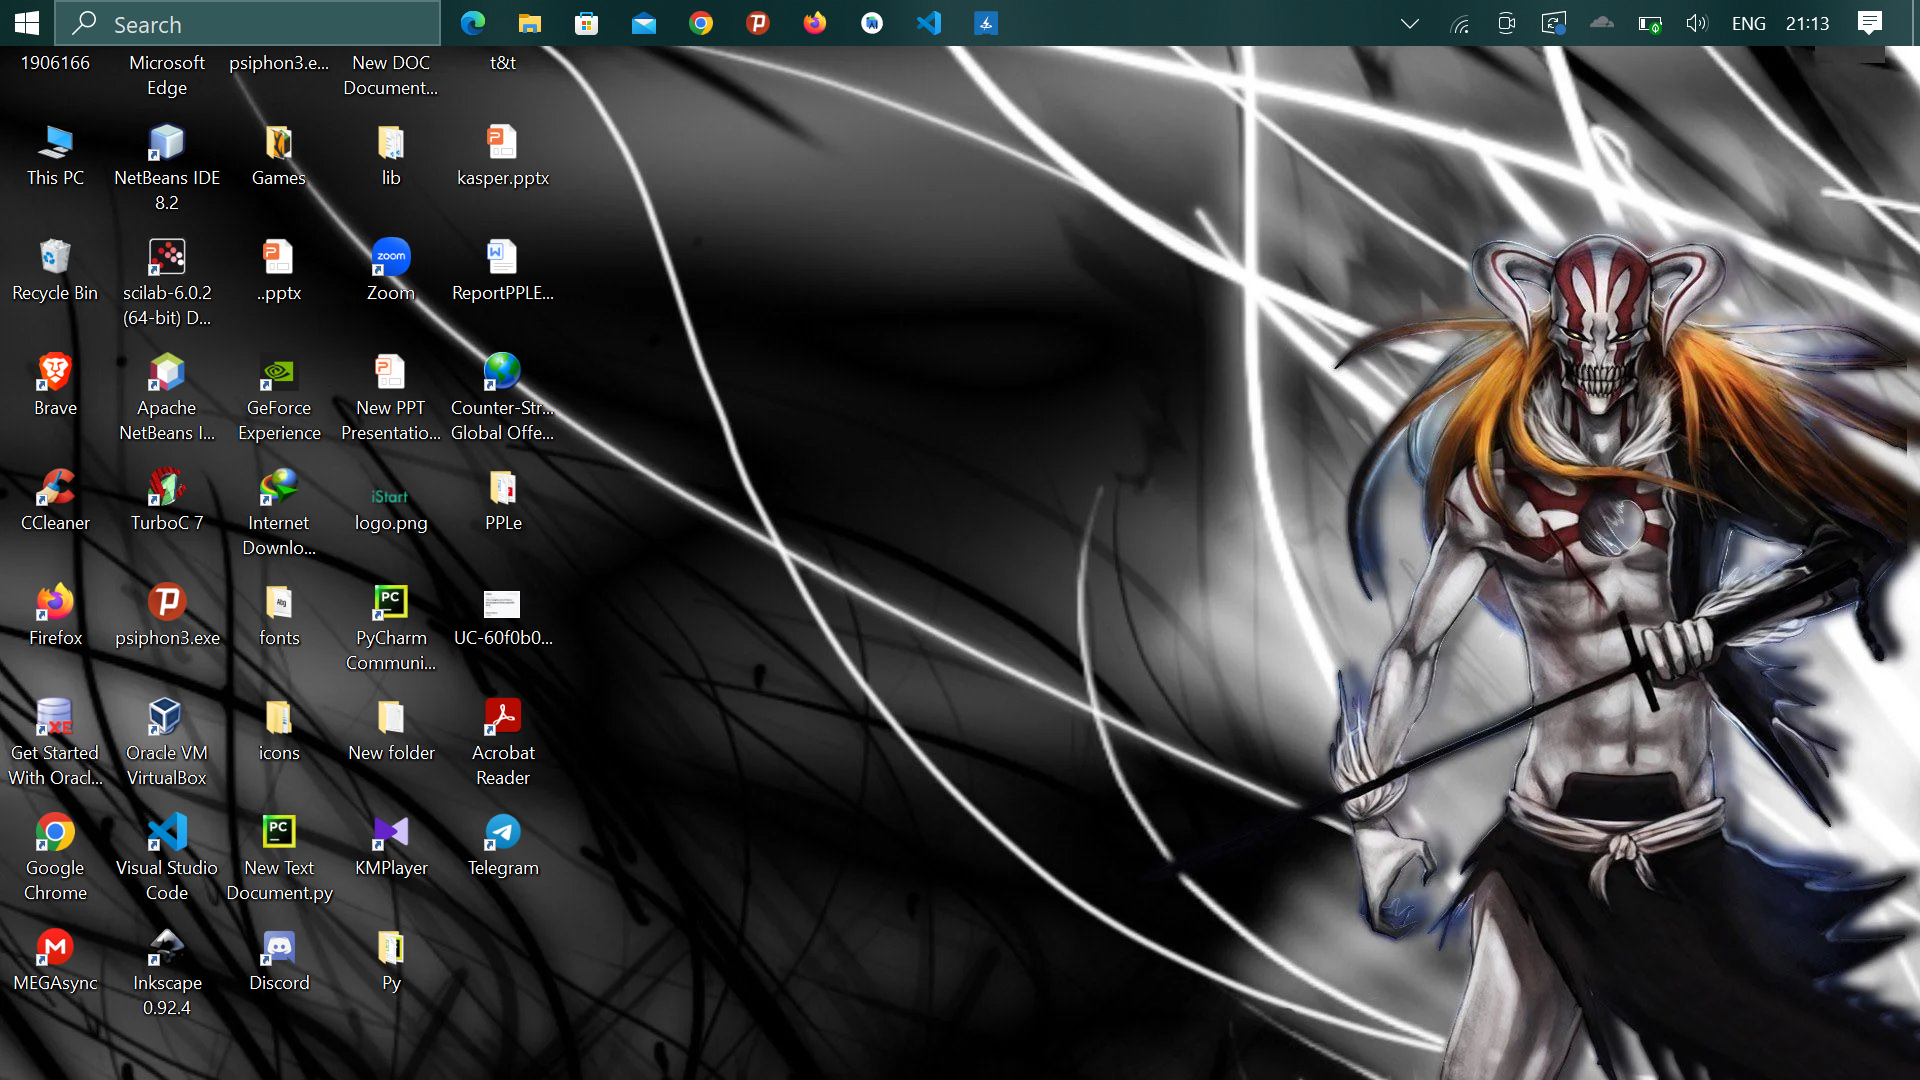 Search
ENG
21:13
1906166
Microsoft
Edge
psiphon3.e...
New DOC
Document...
t&t
This PC
NetBeans IDE
8.2
Games
lib
kasper.pptx
Recycle Bin
scilab-6.0.2
(64-bit) D...
..pptx
zoom
Zoom
ReportPPLE...
Brave
Apache
NetBeans I...
GeForce
Experience
New PPT
Presentatio...
Counter-Str...
Global Offe...
CCleaner
TurboC 7
Internet
Downlo...
iStart
logo.png
PPLe
Firefox
psiphon3.exe
fonts
PC
PyCharm
Communi...
UC-60f0b0...
XE
Get Started
With Oracl...
Oracle VM
VirtualBox
icons
New folder
Acrobat
Reader
Google
Chrome
Visual Studio
Code
PC
New Text
Document.py
KMPlayer
Telegram
MEGAsync
Inkscape
0.92.4
Discord
Py